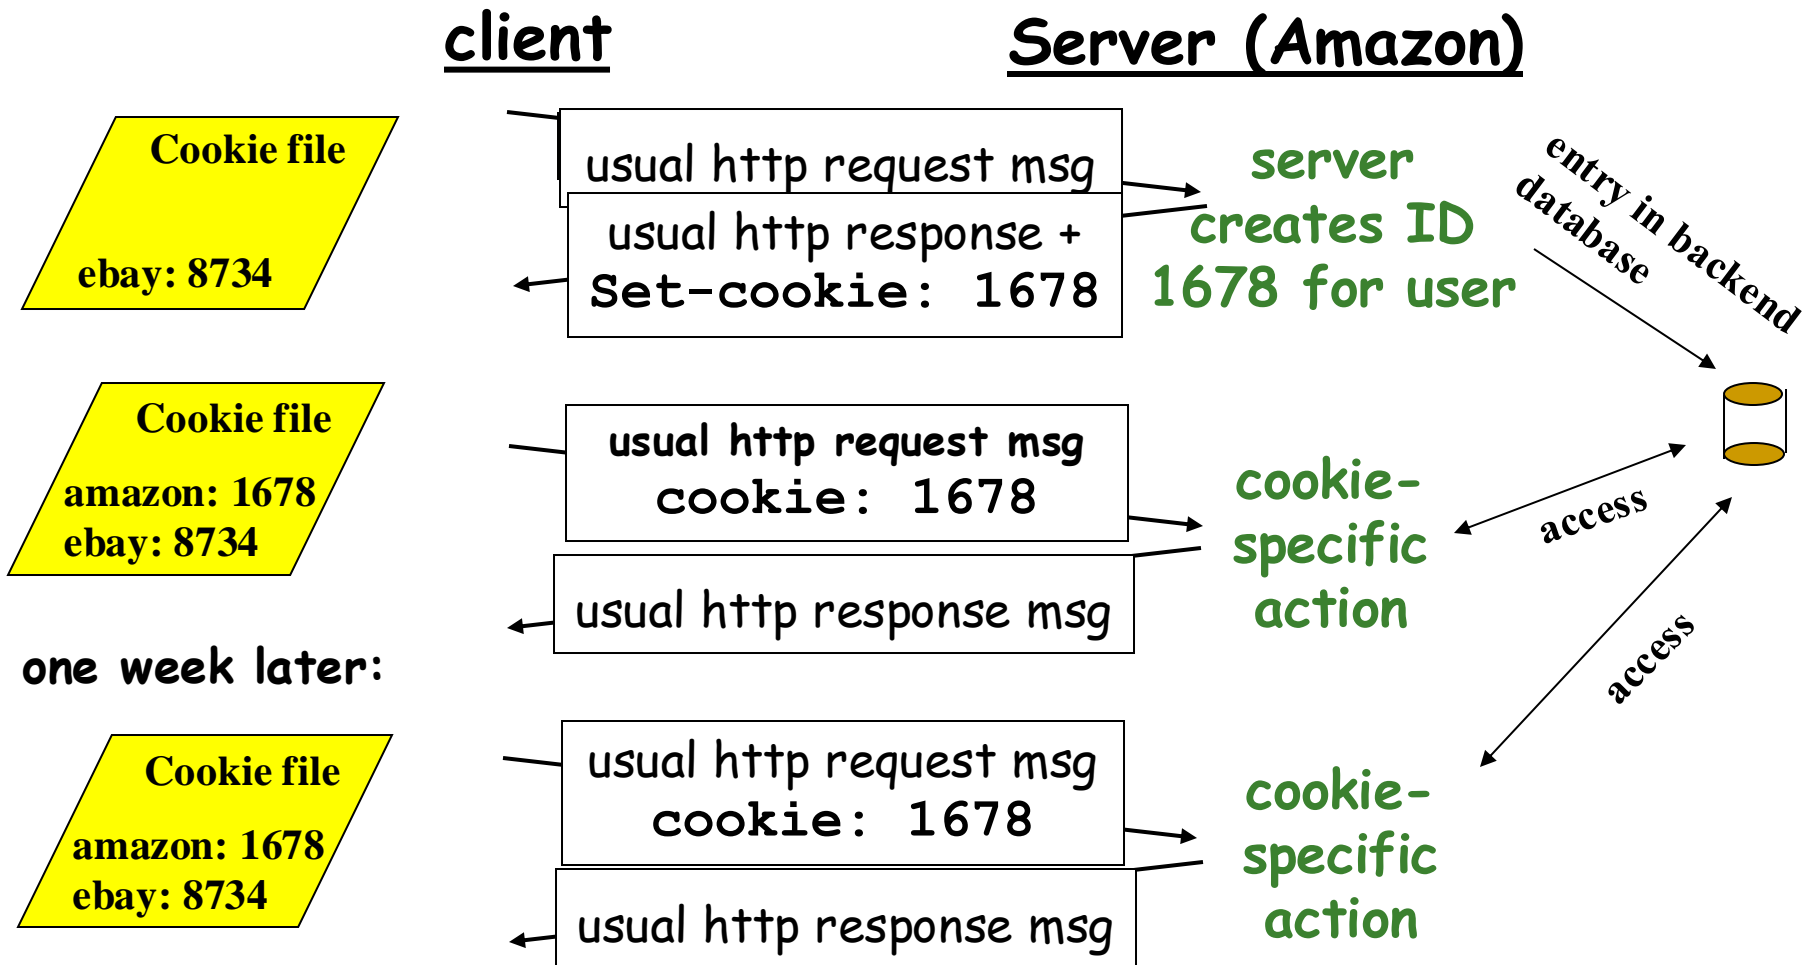 client
Server (Amazon)
Cookie file
ebay: 8734
usual http request msg
usual http response +
Set-cookie: 1678
server
creates ID
1678 for user
entry in backend
database
Cookie file
amazon: 1678
ebay: 8734
usual http request msg
cookie: 1678
usual http response msg
cookie-
specific
action
access
one week later:
access
Cookie file
amazon: 1678
ebay: 8734
usual http request msg
cookie: 1678
usual http response msg
cookie-
specific
action